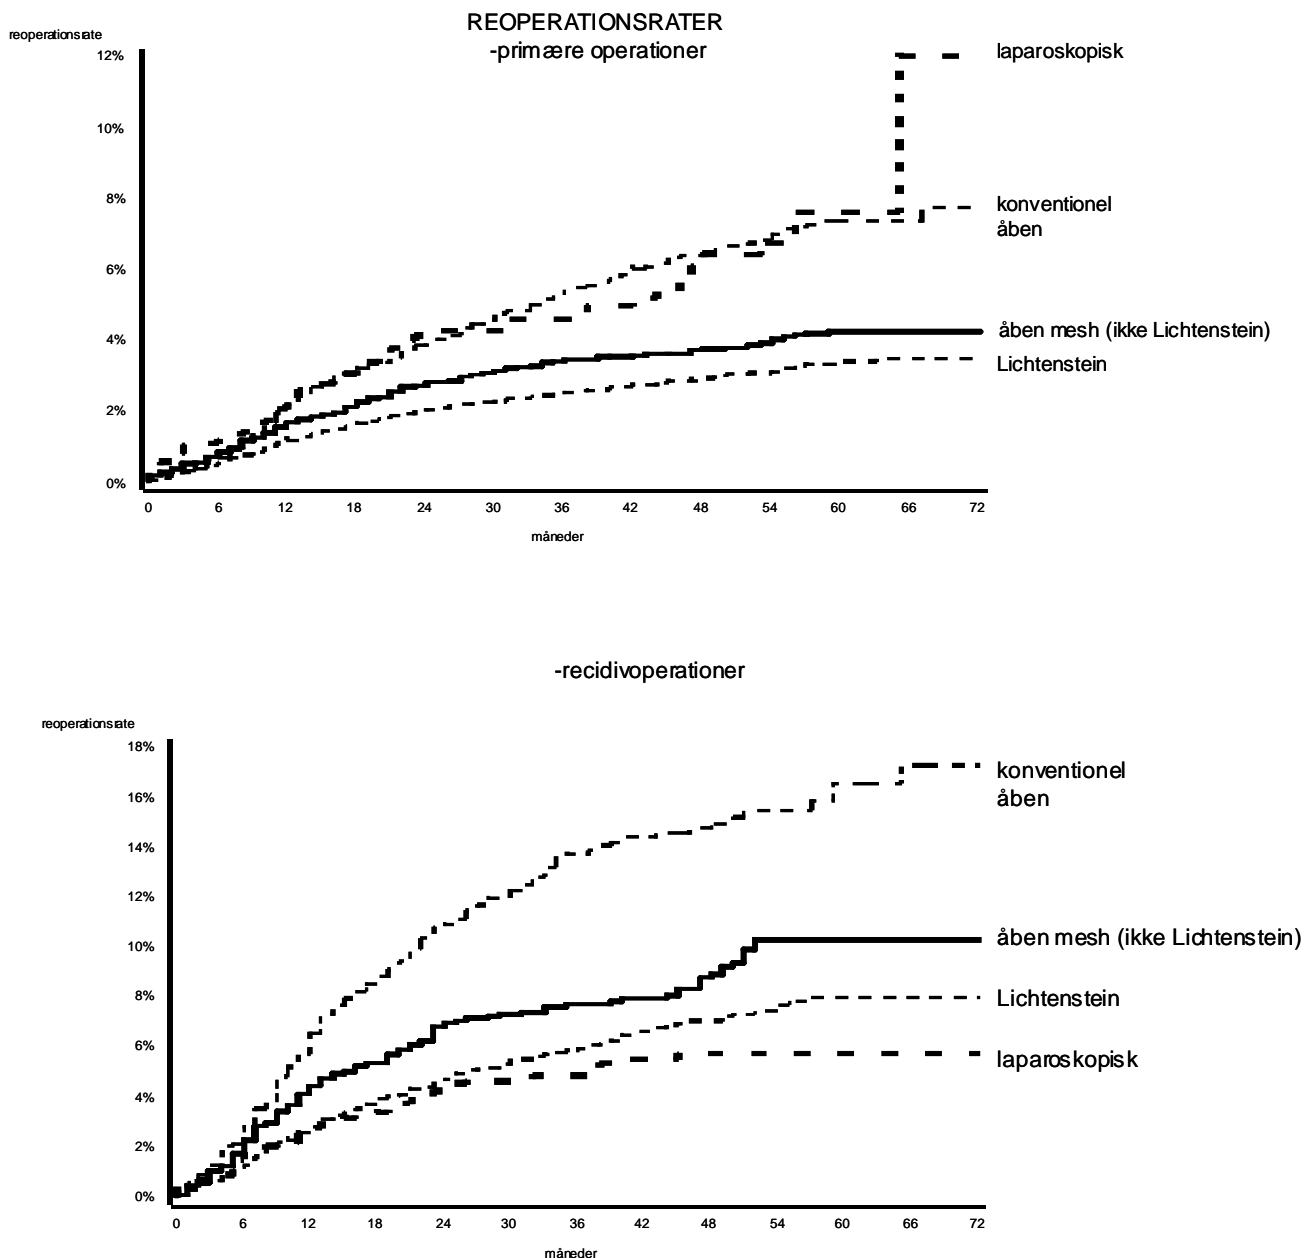 REOPERATIONSRATER
-primære operationer
reoperationsrate
12%
10%
8%
6%
4%
2%
0%
laparoskopisk
konventionel
åben
åben mesh (ikke Lichtenstein)
Lichtenstein
0 6 12 18 24 30 36 42 48 54 60 66 72
måneder
-recidivoperationer
reoperationsrate
18%
16%
14%
12%
10%
8%
6%
4%
2%
0%
konventionel
åben
åben mesh (ikke Lichtenstein)
Lichtenstein
laparoskopisk
0 6 12 18 24 30 36 42 48 54 60 66 72
måneder